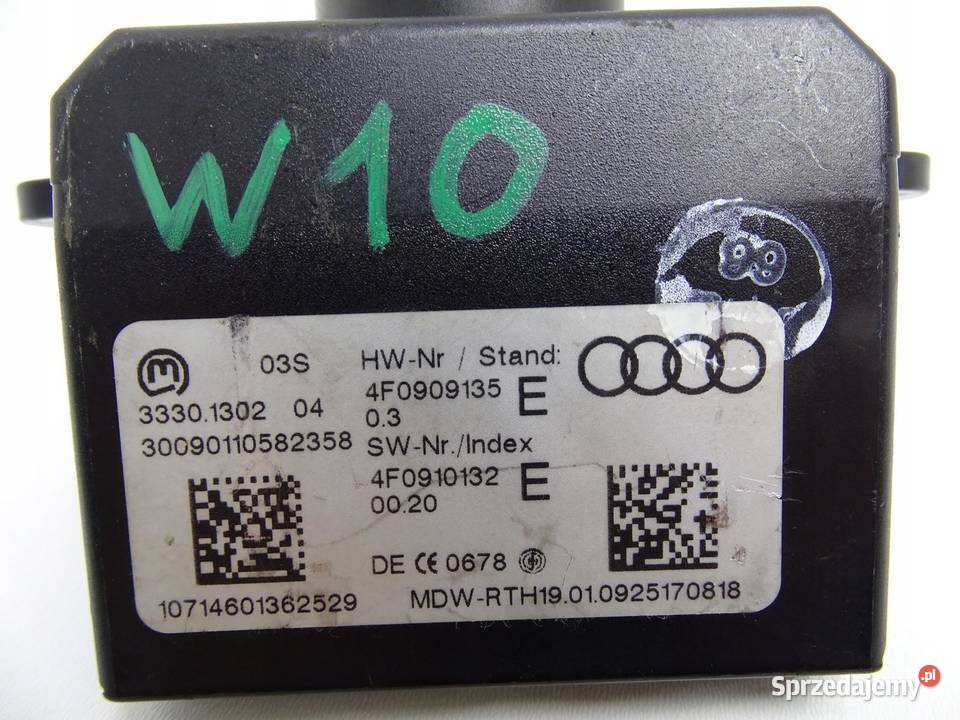 W10
88
03S
3330.1302 04
30090110582358
HW-Nr / Stand:
4F0909135 E
0.3
SW-Nr./Index
4F0910132 E
00.20
DE CE 0678
10714601362529
MDW-RTH19.01.0925170818
Sprzedajemy.pl